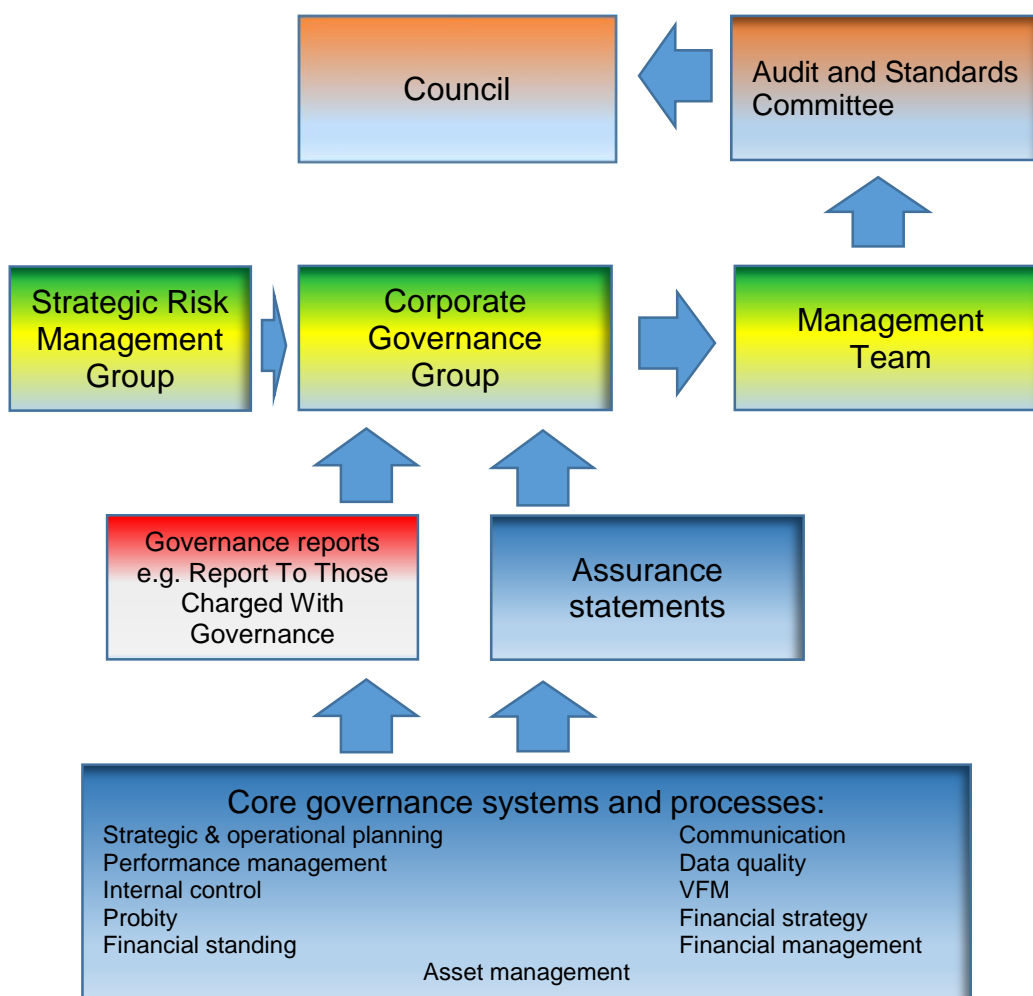 Council
Audit and Standards
Committee
Strategic Risk
Management
Group
Corporate
Governance
Group
Management
Team
Governance reports
e.g. Report To Those
Charged With
Governance
Assurance
statements
Core governance systems and processes:
Strategic & operational planning
Performance management
Internal control
Probity
Financial standing
Communication
Data quality
VFM
Financial strategy
Financial management
Asset management